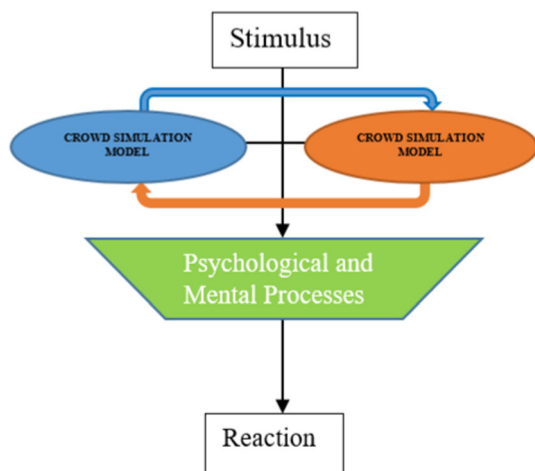 Stimulus
CROWD SIMULATION
MODEL
CROWD SIMULATION
MODEL
Psychological and
Mental Processes
Reaction